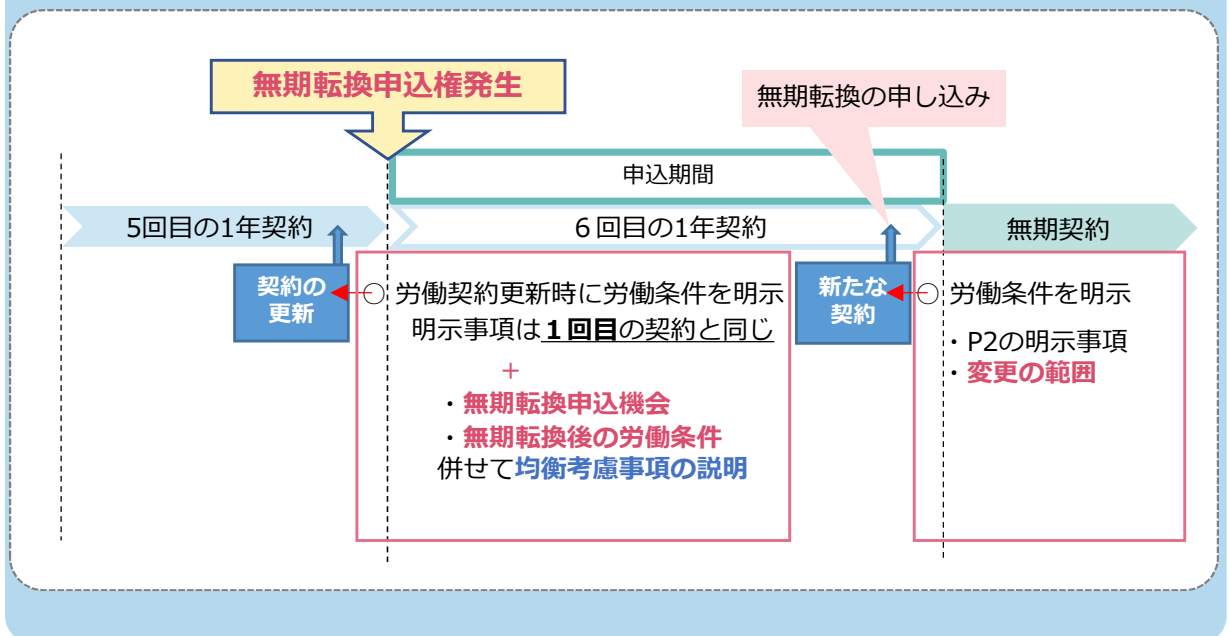 無期転換申込権発生
無期転換の申し込み
申込期間
5回目の1年契約
６回目の1年契約
無期契約
契約の
更新
○ 労働契約更新時に労働条件を明示
明示事項は１回目の契約と同じ
＋
・無期転換申込機会
・無期転換後の労働条件
併せて均衡考慮事項の説明
新たな
契約
○ 労働条件を明示
・P2の明示事項
・変更の範囲